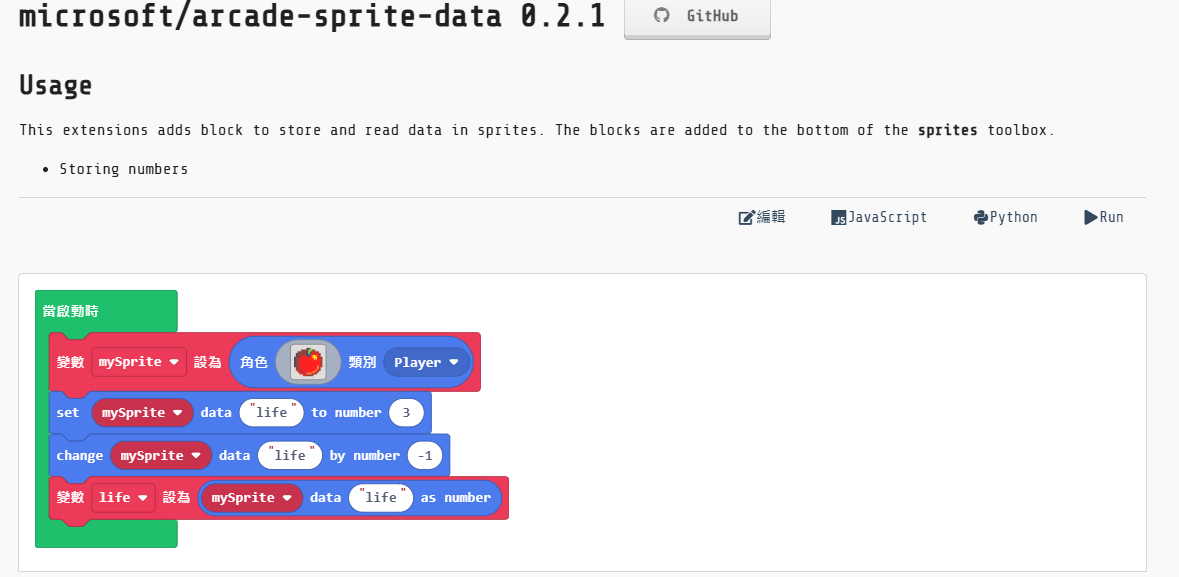 microsoft/arcade-sprite-data 0.2.1 GitHub
Usage
This extensions adds block to store and read data in sprites. The blocks are added to the bottom of the sprites toolbox.
• Storing numbers
編輯 JavaScript Python Run
當啟動時
變數 mySprite 設為 角色 類別 Player
set mySprite data "life" to number 3
change mySprite data "life" by number -1
變數 life 設為 mySprite data "life" as number